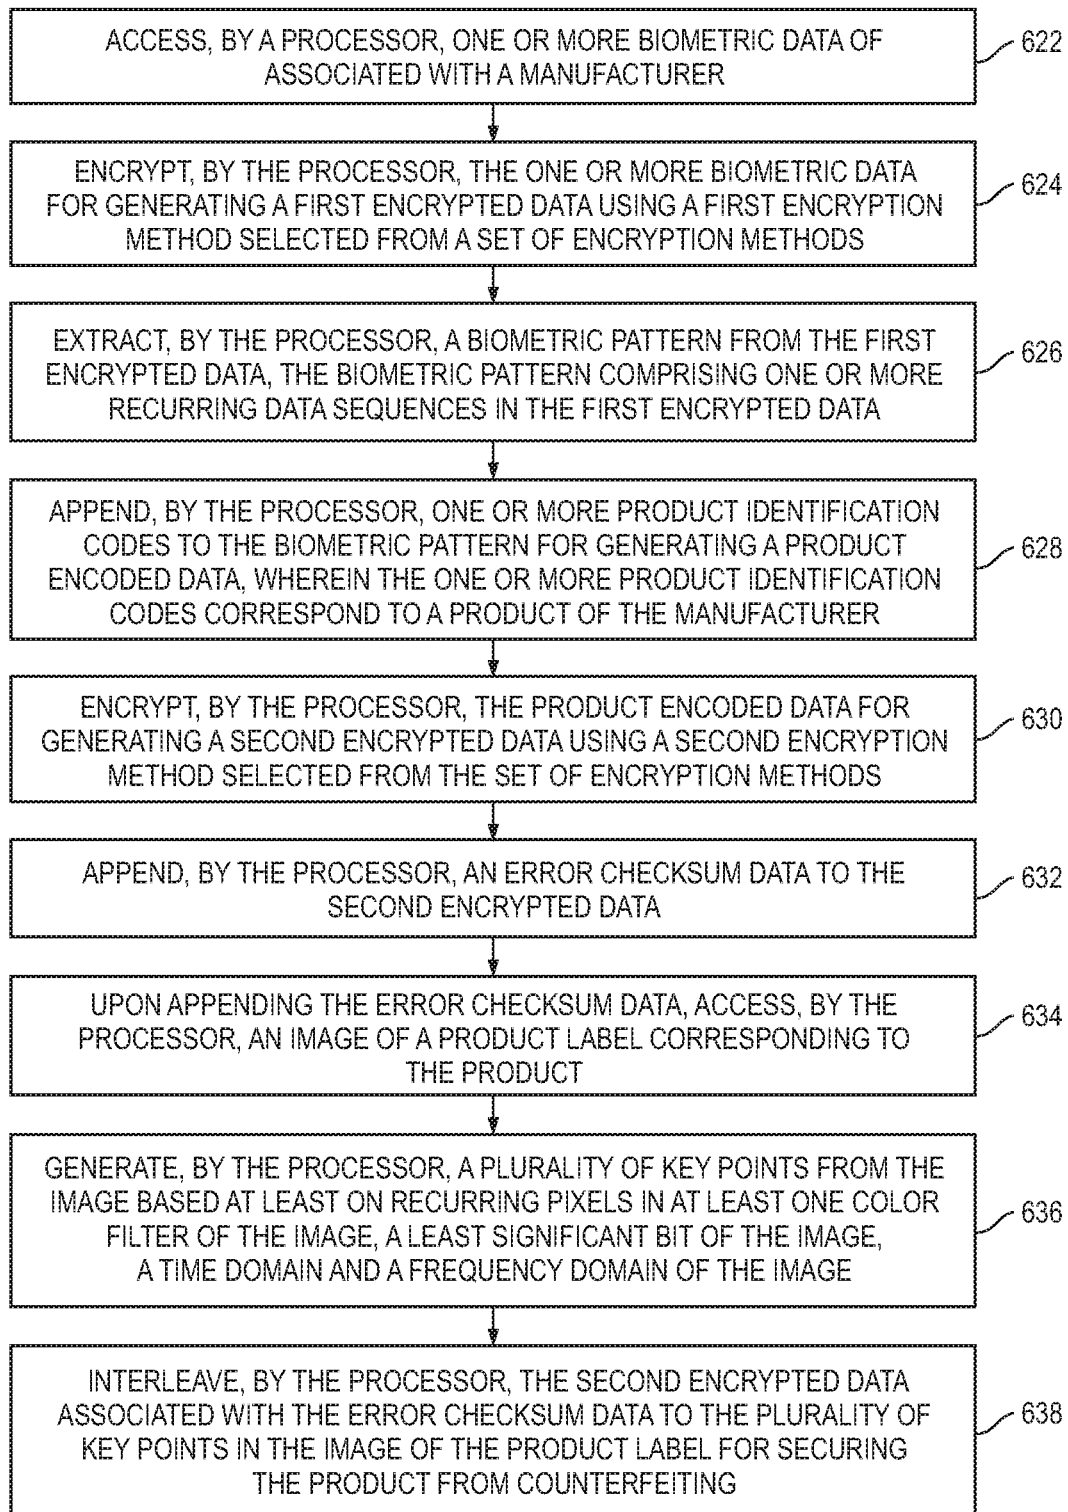 ACCESS, BY A PROCESSOR, ONE OR MORE BIOMETRIC DATA OF
ASSOCIATED WITH A MANUFACTURER
622
ENCRYPT, BY THE PROCESSOR, THE ONE OR MORE BIOMETRIC DATA
FOR GENERATING A FIRST ENCRYPTED DATA USING A FIRST ENCRYPTION
METHOD SELECTED FROM A SET OF ENCRYPTION METHODS
624
EXTRACT, BY THE PROCESSOR, A BIOMETRIC PATTERN FROM THE FIRST
ENCRYPTED DATA, THE BIOMETRIC PATTERN COMPRISING ONE OR MORE
RECURRING DATA SEQUENCES IN THE FIRST ENCRYPTED DATA
626
APPEND, BY THE PROCESSOR, ONE OR MORE PRODUCT IDENTIFICATION
CODES TO THE BIOMETRIC PATTERN FOR GENERATING A PRODUCT
ENCODED DATA, WHEREIN THE ONE OR MORE PRODUCT IDENTIFICATION
CODES CORRESPOND TO A PRODUCT OF THE MANUFACTURER
628
ENCRYPT, BY THE PROCESSOR, THE PRODUCT ENCODED DATA FOR
GENERATING A SECOND ENCRYPTED DATA USING A SECOND ENCRYPTION
METHOD SELECTED FROM THE SET OF ENCRYPTION METHODS
630
APPEND, BY THE PROCESSOR, AN ERROR CHECKSUM DATA TO THE
SECOND ENCRYPTED DATA
632
UPON APPENDING THE ERROR CHECKSUM DATA, ACCESS, BY THE
PROCESSOR, AN IMAGE OF A PRODUCT LABEL CORRESPONDING TO
THE PRODUCT
634
GENERATE, BY THE PROCESSOR, A PLURALITY OF KEY POINTS FROM THE
IMAGE BASED AT LEAST ON RECURRING PIXELS IN AT LEAST ONE COLOR
FILTER OF THE IMAGE, A LEAST SIGNIFICANT BIT OF THE IMAGE,
A TIME DOMAIN AND A FREQUENCY DOMAIN OF THE IMAGE
636
INTERLEAVE, BY THE PROCESSOR, THE SECOND ENCRYPTED DATA
ASSOCIATED WITH THE ERROR CHECKSUM DATA TO THE PLURALITY OF
KEY POINTS IN THE IMAGE OF THE PRODUCT LABEL FOR SECURING
THE PRODUCT FROM COUNTERFEITING
638